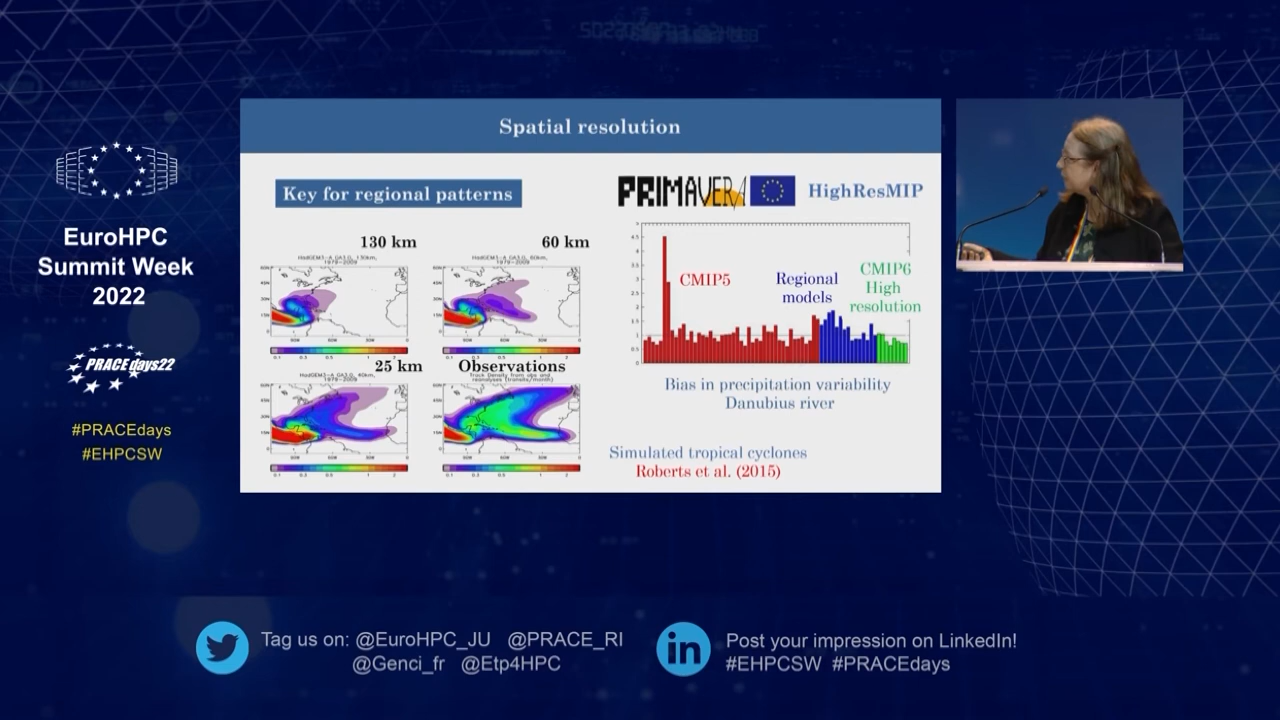 EuroHPC
Summit Week
2022
PRACEdays22
#PRACEdays
#EHPCSW
Spatial resolution
Key for regional patterns
130 km
60 km
25 km
Observations
PRIMAVERA
HighResMIP
CMIP5
Regional
models
CMIP6
High
resolution
Bias in precipitation variability
Danubius river
Simulated tropical cyclones
Roberts et al. (2015)
Tag us on: @EuroHPC_JU @PRACE_RI
@Genci_fr @Etp4HPC
in
Post your impression on LinkedIn!
#EHPCSW #PRACEdays